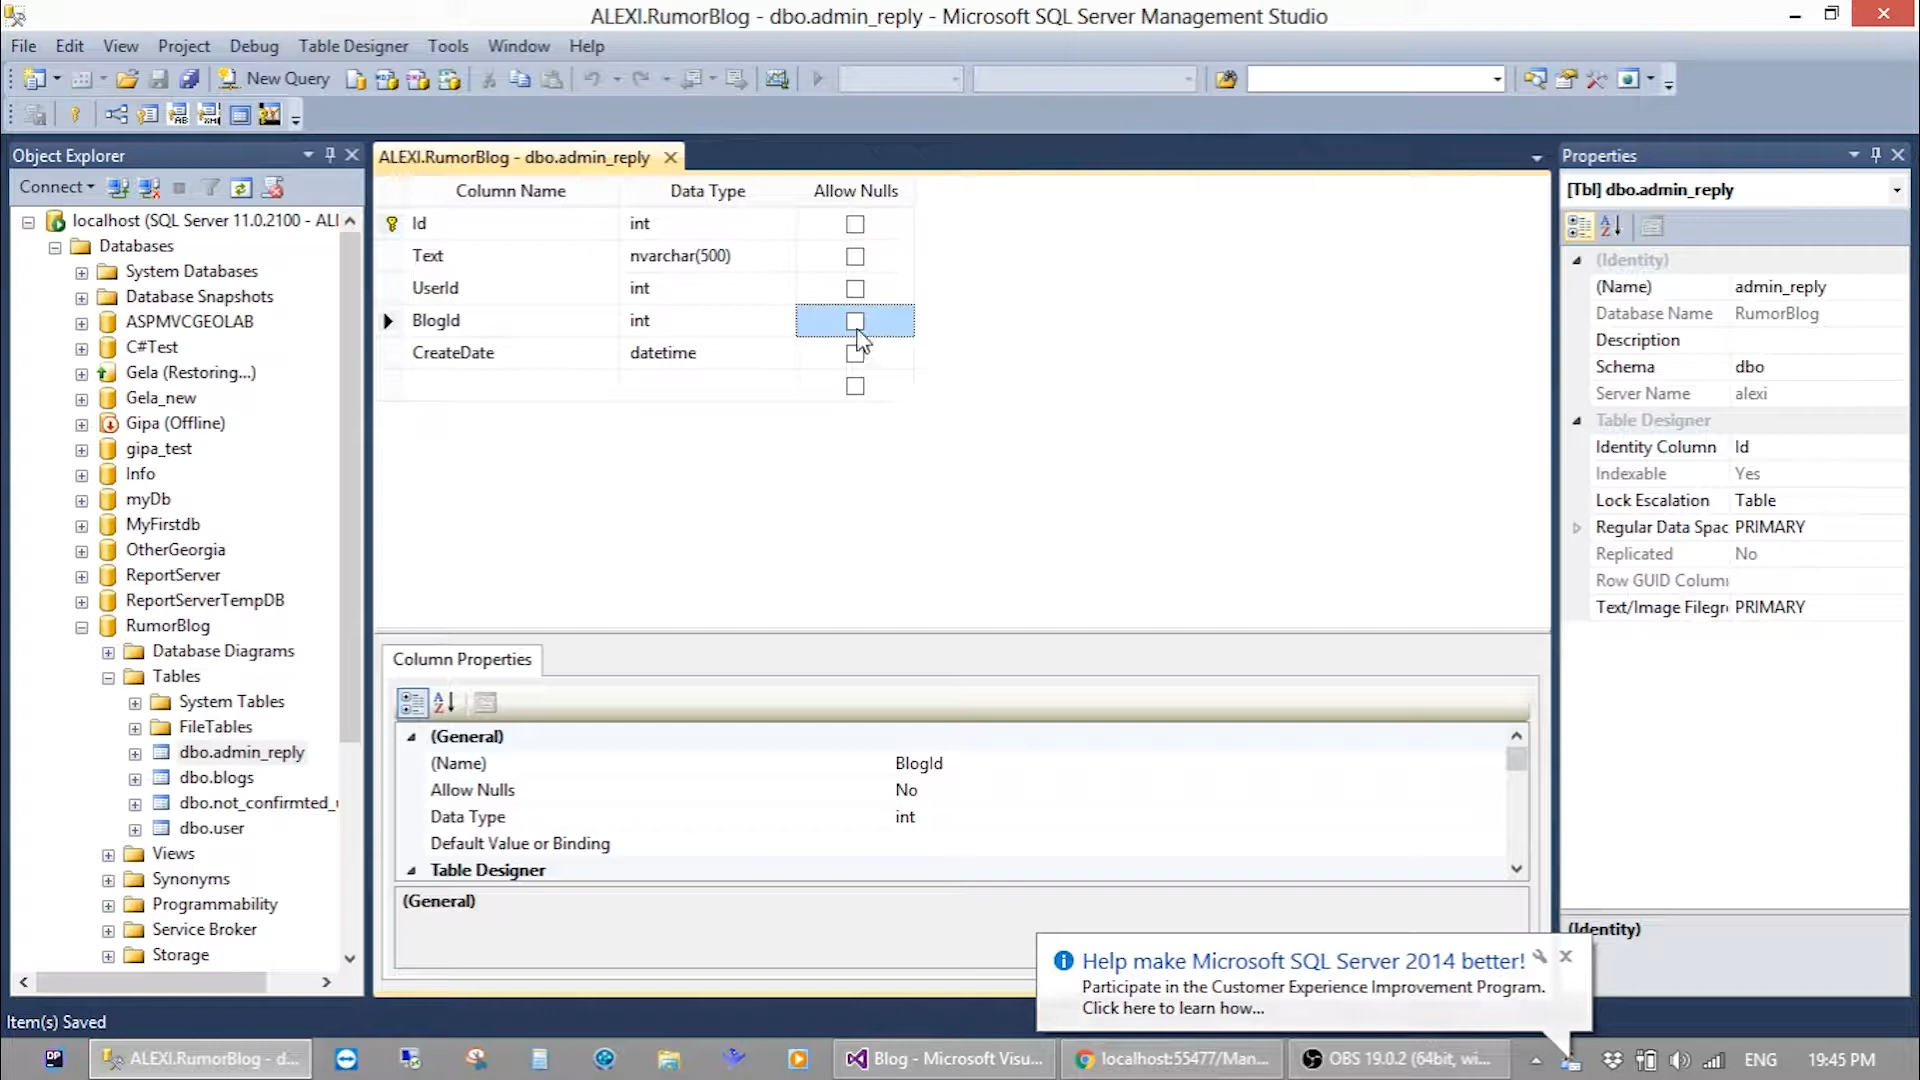 ALEXI.RumorBlog - dbo.admin_reply - Microsoft SQL Server Management Studio
File Edit View Project Debug Table Designer Tools Window Help
New Query
Object Explorer
Connect
localhost (SQL Server 11.0.2100 - ALI
Databases
System Databases
Database Snapshots
ASPMVCGEOLAB
C#Test
Gela (Restoring...)
Gela_new
Gipa (Offline)
gipa_test
Info
myDb
MyFirstdb
OtherGeorgia
ReportServer
ReportServerTempDB
RumorBlog
Database Diagrams
Tables
System Tables
FileTables
dbo.admin_reply
dbo.blogs
dbo.not_confirmted_
dbo.user
Views
Synonyms
Programmability
Service Broker
Storage
ALEXI.RumorBlog - dbo.admin_reply
Column Name Data Type Allow Nulls
Id int
Text nvarchar(500)
UserId int
BlogId int
CreateDate datetime
Column Properties
(General)
(Name) BlogId
Allow Nulls No
Data Type int
Default Value or Binding
Table Designer
(General)
Properties
[Tbl] dbo.admin_reply
(Identity)
(Name) admin_reply
Database Name RumorBlog
Description
Schema dbo
Server Name alexi
Table Designer
Identity Column Id
Indexable Yes
Lock Escalation Table
Regular Data Spac PRIMARY
Replicated No
Row GUID Colum
Text/Image Filegr PRIMARY
(Identity)
Help make Microsoft SQL Server 2014 better!
Participate in the Customer Experience Improvement Program.
Click here to learn how...
Item(s) Saved
DP
ALEXI.RumorBlog - d...
Blog - Microsoft Visu...
localhost:55477/Man...
OBS 19.0.2 (64bit, wi...
ENG
19:45 PM